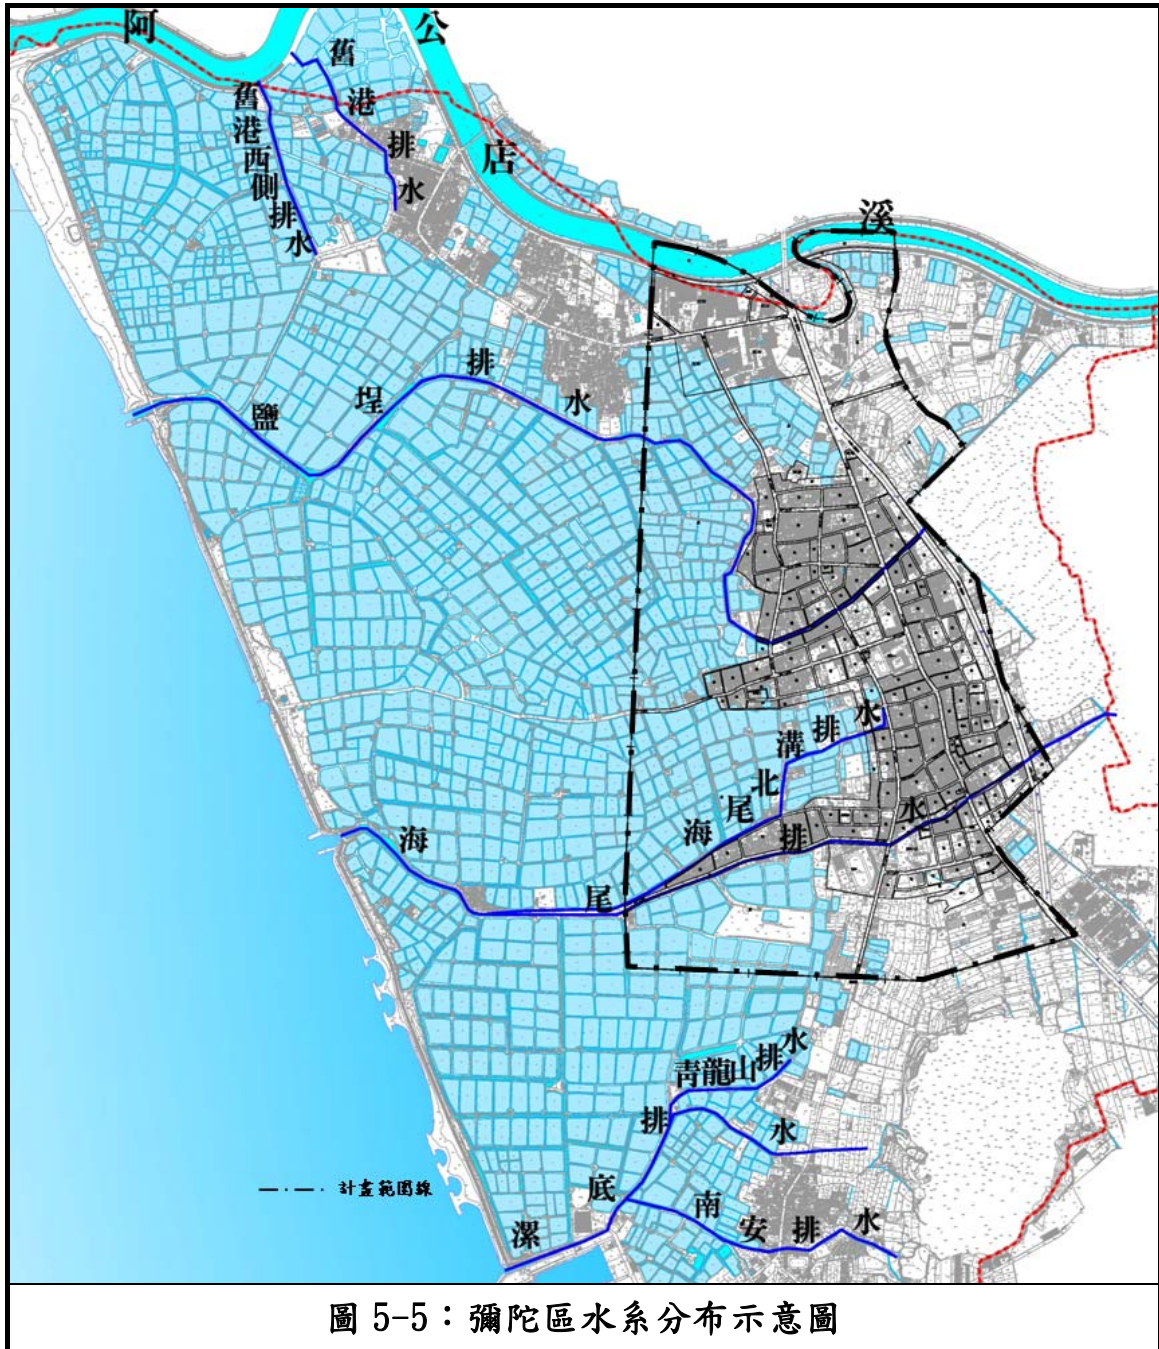 阿公店溪
舊港排水
舊港西側排水
鹽埕排水
海尾北溝排水
海尾排水
青龍山排水
漯底排水
南安排水
計畫範圍線
圖 5-5：彌陀區水系分布示意圖